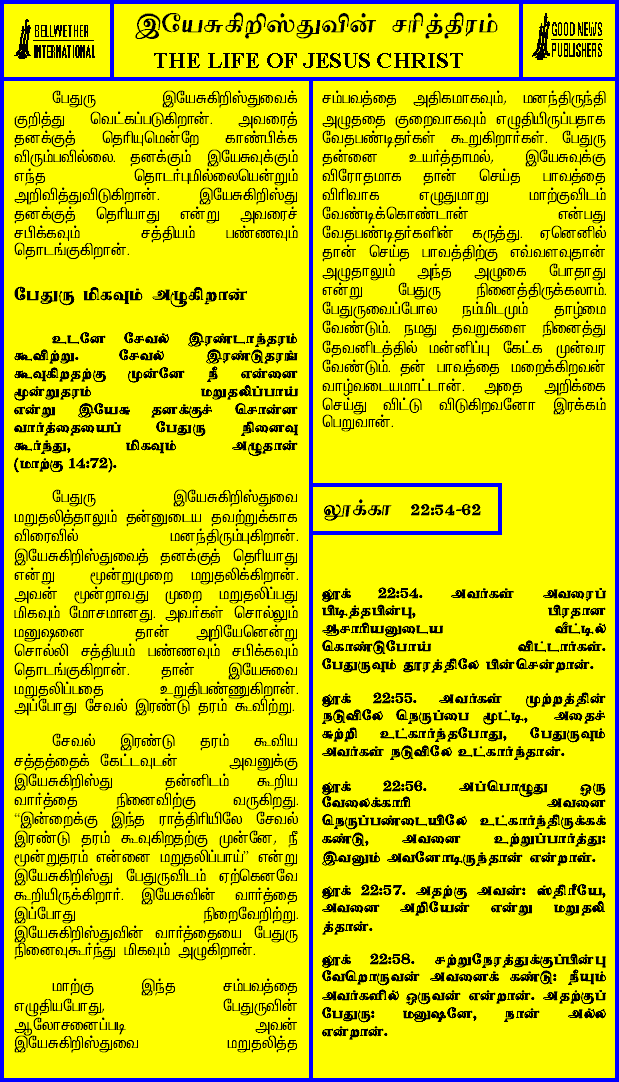 BELLWETHER
INTERNATIONAL
இயேசுகிறிஸ்துவின் சரித்திரம்
THE LIFE OF JESUS CHRIST
GOOD NEWS
PUBLISHERS
பேதுரு இயேசுகிறிஸ்துவைக்
குறித்து வெட்கப்படுகிறான். அவரைத்
தனக்குத் தெரியுமென்றே காண்பிக்க
விரும்பவில்லை. தனக்கும் இயேசுவுக்கும்
எந்த தொடர்புமில்லையென்றும்
அறிவித்துவிடுகிறான். இயேசுகிறிஸ்து
தனக்குத் தெரியாது என்று அவரைச்
சபிக்கவும் சத்தியம் பண்ணவும்
தொடங்குகிறான்.
பேதுரு மிகவும் அழுகிறான்
உடனே சேவல் இரண்டாந்தரம்
கூவிற்று. சேவல் இரண்டுதரங்
கூவுகிறதற்கு முன்னே நீ என்னை
மூன்றுதரம் மறுதலிப்பாய்
என்று இயேசு தனக்குச் சொன்ன
வார்த்தையைப் பேதுரு நினைவு
கூர்ந்து, மிகவும் அழுதான்
(மாற்கு 14:72).
பேதுரு இயேசுகிறிஸ்துவை
மறுதலித்தாலும் தன்னுடைய தவற்றுக்காக
விரைவில் மனந்திரும்புகிறான்.
இயேசுகிறிஸ்துவைத் தனக்குத் தெரியாது
என்று மூன்றுமுறை மறுதலிக்கிறான்.
அவன் மூன்றாவது முறை மறுதலிப்பது
மிகவும் மோசமானது. அவர்கள் சொல்லும்
மனுஷனை தான் அறியேனென்று
சொல்லி சத்தியம் பண்ணவும் சபிக்கவும்
தொடங்குகிறான். தான் இயேசுவை
மறுதலிப்பதை உறுதிபண்ணுகிறான்.
அப்போது சேவல் இரண்டு தரம் கூவிற்று.
சேவல் இரண்டு தரம் கூவிய
சத்தத்தைக் கேட்டவுடன் அவனுக்கு
இயேசுகிறிஸ்து தன்னிடம் கூறிய
வார்த்தை நினைவிற்கு வருகிறது.
“இன்றைக்கு இந்த ராத்திரியிலே சேவல்
இரண்டு தரம் கூவுகிறதற்கு முன்னே, நீ
மூன்றுதரம் என்னை மறுதலிப்பாய்” என்று
இயேசுகிறிஸ்து பேதுருவிடம் ஏற்கெனவே
கூறியிருக்கிறார். இயேசுவின் வார்த்தை
இப்போது நிறைவேறிற்று.
இயேசுகிறிஸ்துவின் வார்த்தையை பேதுரு
நினைவுகூர்ந்து மிகவும் அழுகிறான்.
மாற்கு இந்த சம்பவத்தை
எழுதியபோது, பேதுருவின்
ஆலோசனைப்படி அவன்
இயேசுகிறிஸ்துவை மறுதலித்த
சம்பவத்தை அதிகமாகவும், மனந்திருந்தி
அழுததை குறைவாகவும் எழுதியிருப்பதாக
வேதபண்டிதர்கள் கூறுகிறார்கள். பேதுரு
தன்னை உயர்த்தாமல், இயேசுவுக்கு
விரோதமாக தான் செய்த பாவத்தை
விரிவாக எழுதுமாறு மாற்குவிடம்
வேண்டிக்கொண்டான் என்பது
வேதபண்டிதர்களின் கருத்து. ஏனெனில்
தான் செய்த பாவத்திற்கு எவ்வளவுதான்
அழுதாலும் அந்த அழுகை போதாது
என்று பேதுரு நினைத்திருக்கலாம்.
பேதுருவைப்போல நம்மிடமும் தாழ்மை
வேண்டும். நமது தவறுகளை நினைத்து
தேவனிடத்தில் மன்னிப்பு கேட்க முன்வர
வேண்டும். தன் பாவத்தை மறைக்கிறவன்
வாழ்வடையமாட்டான். அதை அறிக்கை
செய்து விட்டு விடுகிறவனோ இரக்கம்
பெறுவான்.
லூக்கா 22:54-62
லூக் 22:54. அவர்கள் அவரைப்
பிடித்தபின்பு, பிரதான
ஆசாரியனுடைய வீட்டில்
கொண்டுபோய் விட்டார்கள்.
பேதுருவும் தூரத்திலே பின்சென்றான்.
லூக் 22:55. அவர்கள் முற்றத்தின்
நடுவிலே நெருப்பை மூட்டி, அதைச்
சுற்றி உட்கார்ந்தபோது, பேதுருவும்
அவர்கள் நடுவிலே உட்கார்ந்தான்.
லூக் 22:56. அப்பொழுது ஒரு
வேலைக்காரி அவனை
நெருப்பண்டையிலே உட்கார்ந்திருக்கக்
கண்டு, அவனை உற்றுப்பார்த்து:
இவனும் அவனோடிருந்தான் என்றாள்.
லூக் 22:57. அதற்கு அவன்: ஸ்திரீயே,
அவனை அறியேன் என்று மறுதலி
த்தான்.
லூக் 22:58. சற்றுநேரத்துக்குப்பின்பு
வேறொருவன் அவனைக் கண்டு: நீயும்
அவர்களில் ஒருவன் என்றான். அதற்குப்
பேதுரு: மனுஷனே, நான் அல்ல
என்றான்.